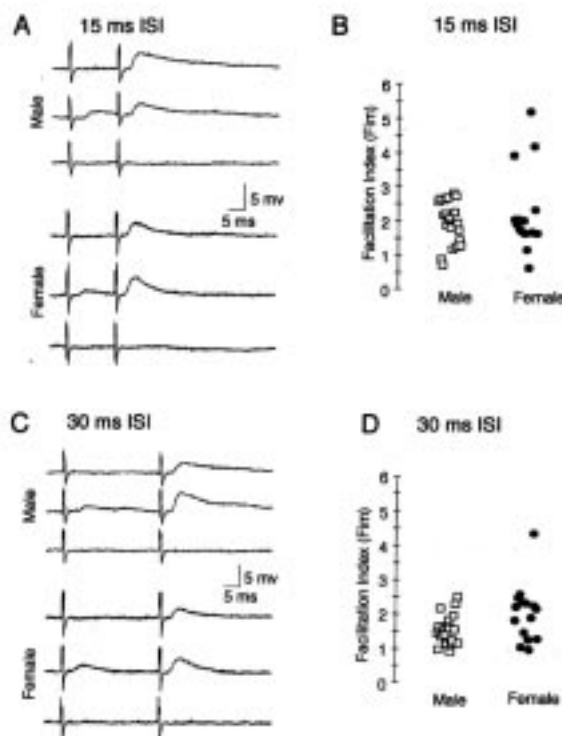 A
15 ms ISI
Male
5 mv
5 ms
Female
B
15 ms ISI
Facilitation Index (Fim)
6
5
4
3
2
1
0
Male
Female
C
30 ms ISI
Male
5 mv
5 ms
Female
D
30 ms ISI
Facilitation Index (Fim)
6
5
4
3
2
1
0
Male
Female